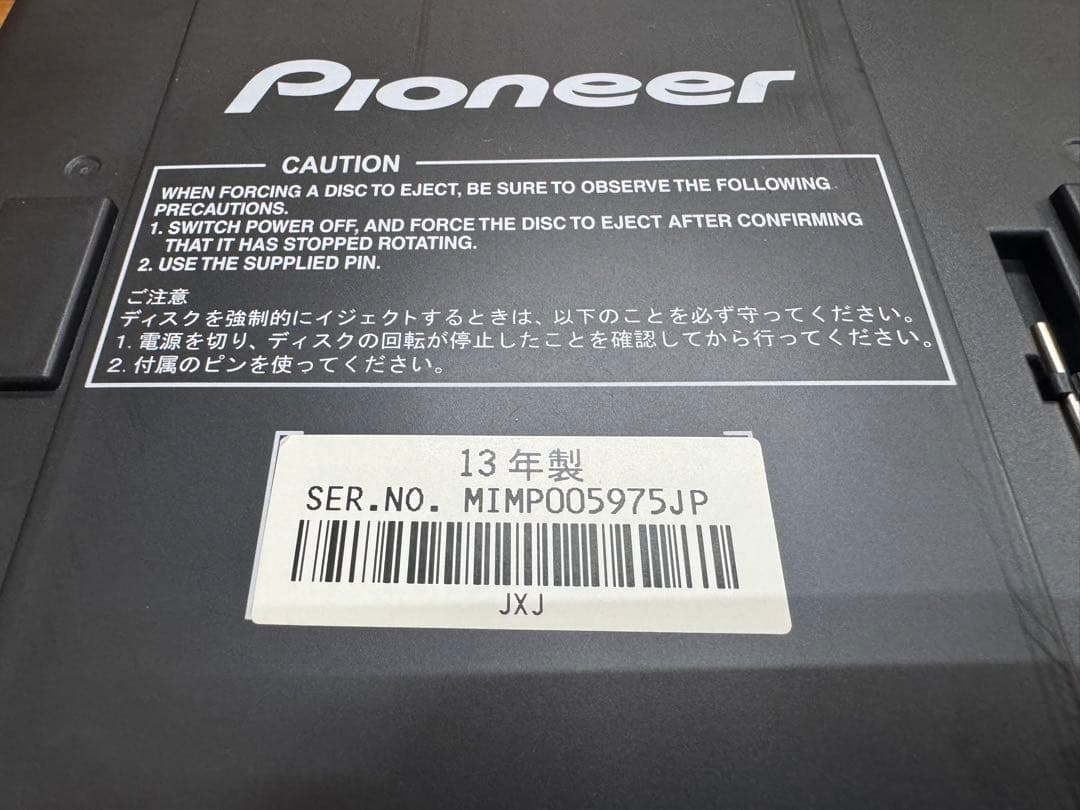 Pioneer
CAUTION
WHEN FORCING A DISC TO EJECT, BE SURE TO OBSERVE THE FOLLOWING
PRECAUTIONS.
1. SWITCH POWER OFF, AND FORCE THE DISC TO EJECT AFTER CONFIRMING
THAT IT HAS STOPPED ROTATING.
2. USE THE SUPPLIED PIN.
ご注意
ディスクを強制的にイジェクトするときは、以下のことを必ず守ってください。
1. 電源を切り、ディスクの回転が停止したことを確認してから行ってください。
2. 付属のピンを使ってください。
13年製
SER.NO. MIMP005975JP
JXJ